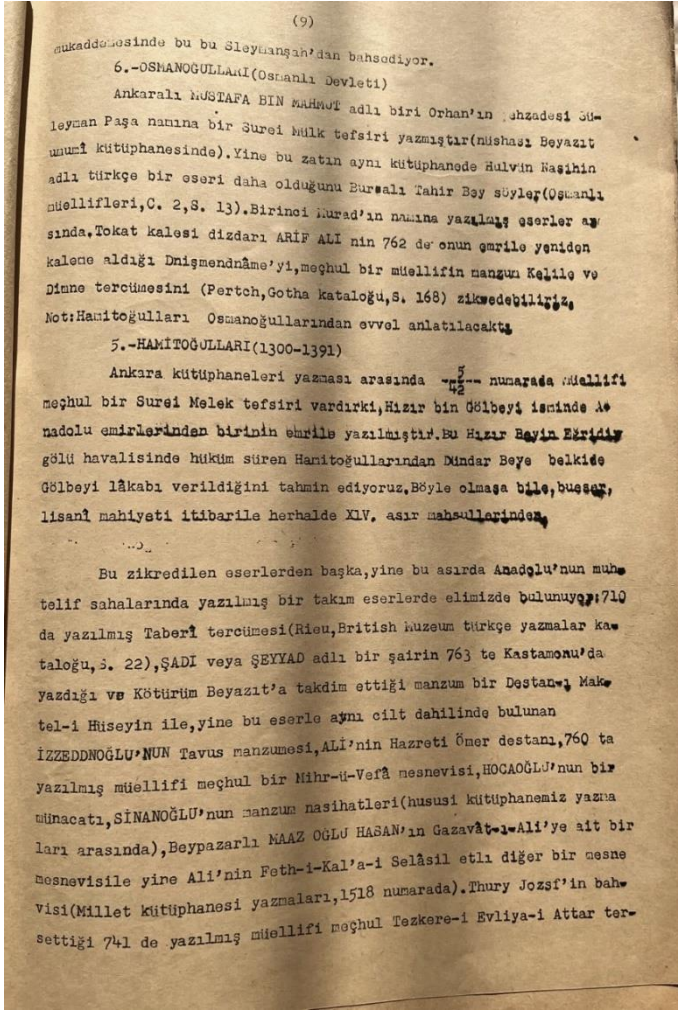 (9)
mukaddemesinde bu bu Sleymanşah'dan bahsediyor.
6.-OSMANOĞULLARI(Osmanlı Devleti)
Ankaralı MUSTAFA BIN MAHMUT adlı biri Orhan'ın şehzadesi Sü-
leyman Paşa namına bir Surei Mülk tefsiri yazmıştır(nüshası Beyazıt
umumî kütüphanesinde).Yine bu zatın aynı kütüphanede Hulvün Nasihin
adlı türkçe bir eseri daha olduğunu Bursalı Tahir Bey söyler(Osmanlı
müellifleri,C. 2,S. 13).Birinci Murad'ın namına yazılmış eserler ara
sında.Tokat kalesi dizdarı ARİF ALİ nin 762 de onun emrile yeniden
kaleme aldığı Dnişmendnâme'yi,meçhul bir müellifin manzum Kelile ve
Dimne tercümesini (Pertch,Gotha kataloğu,S. 168) zikredebiliriz.
Not:Hamitoğulları Osmanoğullarından evvel anlatılacaktı
5.-HAMİTOĞULLARI(1300-1391)
Ankara kütüphaneleri yazması arasında -5/42-- numarada müellifi
meçhul bir Surei Melek tefsiri vardırki,Hizır bin Gölbeyi isminde A-
nadolu emirlerinden birinin emrile yazılmıştır.Bu Hızır Beyin Eğridir
gölü havalisinde hüküm süren Hamitoğullarından Dündar Beye belkide
Gölbeyi lâkabı verildiğini tahmin ediyoruz.Böyle olmasa bile,bueser,
lisanî mahiyeti itibarile herhalde XLV. asır mahsullerinden,
Bu zikredilen eserlerden başka,yine bu asırda Anadolu'nun muh-
telif sahalarında yazılmış bir takım eserlerde elimizde bulunuyor:710
da yazılmış Taberî tercümesi(Rieu,British Muzeum türkçe yazmalar ka-
taloğu,S. 22),ŞADI veya ŞEYYAD adlı bir şairin 763 te Kastamonu'da
yazdığı ve Kötürüm Beyazıt'a takdim ettiği manzum bir Destan-ı Mak-
tel-i Hüseyin ile,yine bu eserle aynı cilt dahilinde bulunan
İZZEDDNOĞLU'NUN Tavus manzumesi,ALİ'nin Hazreti Ömer destanı,760 ta
yazılmış müellifi meçhul bir Mihr-ü-Vefâ mesnevisi,HOCAOĞLU'nun bir
münacatı,SİNANOĞLU'nun manzum nasihatleri(hususi kütüphanemiz yazma
ları arasında),Beypazarlı MAAZ OĞLU HASAN'ın Gazavât-ı-Ali'ye ait bir
mesnevisile yine Ali'nin Feth-i-Kal'a-i Selâsil etlı diğer bir mesne
visi(Millet kütüphanesi yazmaları,1518 numarada).Thury Jozsf'in bah-
settiği 741 de yazılmış müellifi meçhul Tezkere-i Evliya-i Attar ter-